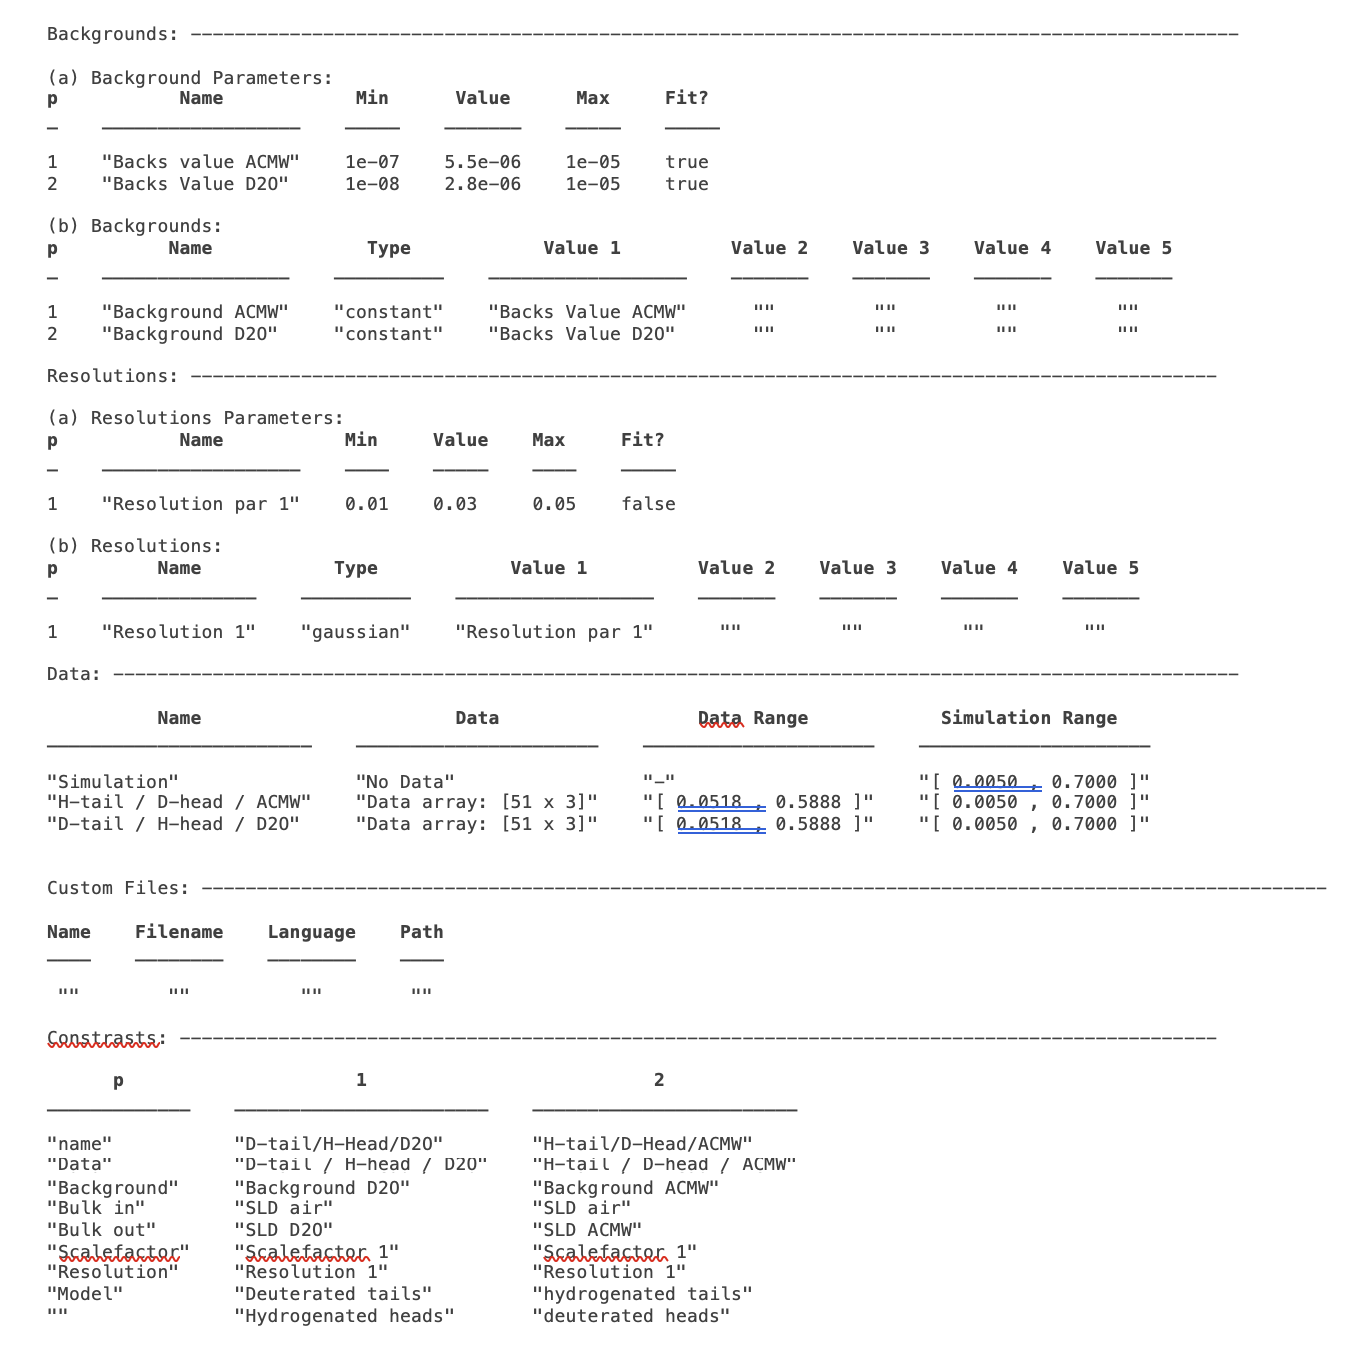 Backgrounds: -----------------------------------------------------------------------------------------------
(a) Background Parameters:
p Name Min Value Max Fit?
1 "Backs value ACMW" 1e-07 5.5e-06 1e-05 true
2 "Backs Value D2O" 1e-08 2.8e-06 1e-05 true
(b) Backgrounds:
p Name Type Value 1 Value 2 Value 3 Value 4 Value 5
1 "Background ACMW" "constant" "Backs Value ACMW" "" "" "" ""
2 "Background D2O" "constant" "Backs Value D2O" "" "" "" ""
Resolutions: ---------------------------------------------------------------------------------------------
(a) Resolutions Parameters:
p Name Min Value Max Fit?
1 "Resolution par 1" 0.01 0.03 0.05 false
(b) Resolutions:
p Name Type Value 1 Value 2 Value 3 Value 4 Value 5
1 "Resolution 1" "gaussian" "Resolution par 1" "" "" "" ""
Data: ------------------------------------------------------------------------------------------------------
Name Data Data Range Simulation Range
"Simulation" "No Data" "-" "[ 0.0050 , 0.7000 ]"
"H-tail / D-head / ACMW" "Data array: [51 x 3]" "[ 0.0518 , 0.5888 ]" "[ 0.0050 , 0.7000 ]"
"D-tail / H-head / D2O" "Data array: [51 x 3]" "[ 0.0518 , 0.5888 ]" "[ 0.0050 , 0.7000 ]"
Custom Files: ------------------------------------------------------------------------------------------------------
Name Filename Language Path
"" "" "" ""
Constrasts: ----------------------------------------------------------------------------------------------
p 1 2
"name" "D-tail/H-Head/D2O" "H-tail/D-Head/ACMW"
"Data" "D-tail / H-head / D2O" "H-tail / D-head / ACMW"
"Background" "Background D2O" "Background ACMW"
"Bulk in" "SLD air" "SLD air"
"Bulk out" "SLD D2O" "SLD ACMW"
"Scalefactor" "Scalefactor 1" "Scalefactor 1"
"Resolution" "Resolution 1" "Resolution 1"
"Model" "Deuterated tails" "hydrogenated tails"
"" "Hydrogenated heads" "deuterated heads"